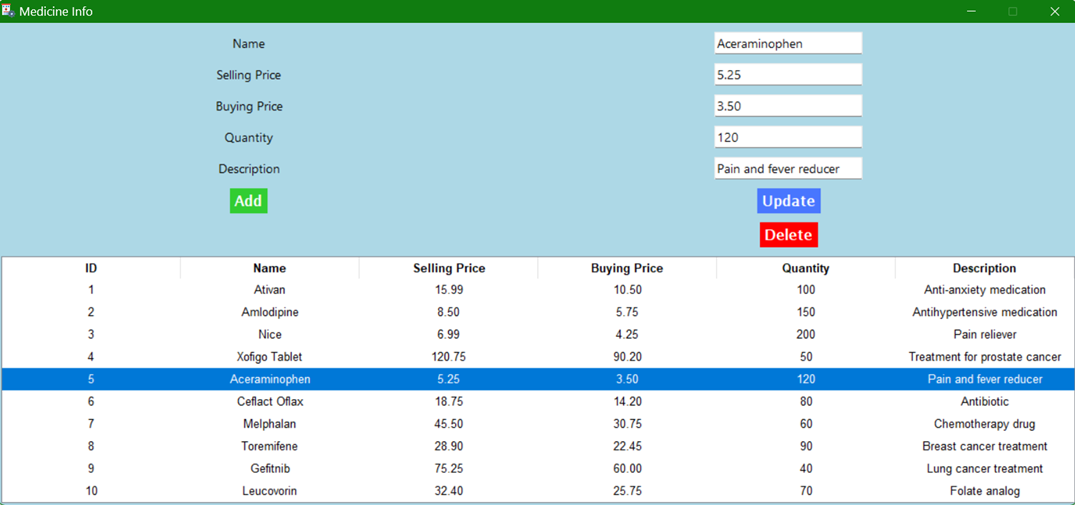 Medicine Info
Name Aceraminophen
Selling Price 5.25
Buying Price 3.50
Quantity 120
Description Pain and fever reducer
Add Update
Delete
ID Name Selling Price Buying Price Quantity Description
1 Ativan 15.99 10.50 100 Anti-anxiety medication
2 Amlodipine 8.50 5.75 150 Antihypertensive medication
3 Nice 6.99 4.25 200 Pain reliever
4 Xofigo Tablet 120.75 90.20 50 Treatment for prostate cancer
5 Aceraminophen 5.25 3.50 120 Pain and fever reducer
6 Ceflact Oflax 18.75 14.20 80 Antibiotic
7 Melphalan 45.50 30.75 60 Chemotherapy drug
8 Toremifene 28.90 22.45 90 Breast cancer treatment
9 Gefitnib 75.25 60.00 40 Lung cancer treatment
10 Leucovorin 32.40 25.75 70 Folate analog